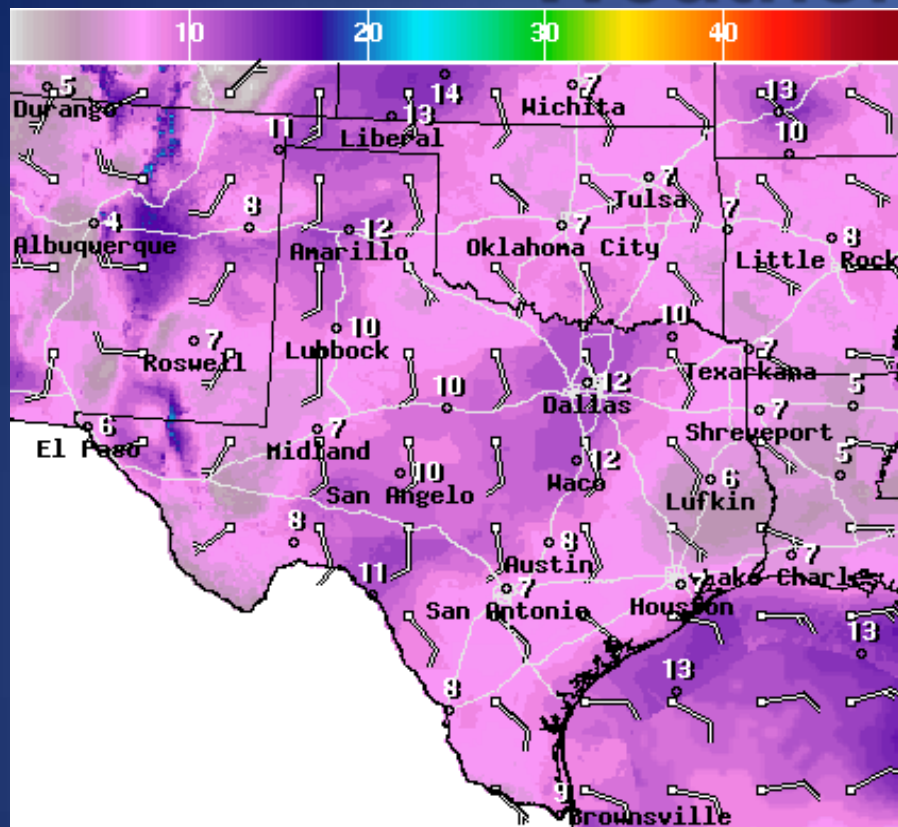 10 20 30 40
5 14 7 13
Durango Wichita
13
Liberal
11 10
7
Tulsa
4 8 12 7 7 8
Albuquerque Amarillo Oklahoma City Little Rock
7 10 10 7
Roswell Lubbock Texarkana
12
Dallas
10 7 5
6 7 Shreveport
El Paso Midland
10 12 6 5
San Angelo Waco Lufkin
8 8 7
Austin Lake Charles
11 7 7
San Antonio Houston
13
13
8
9
Brownsville